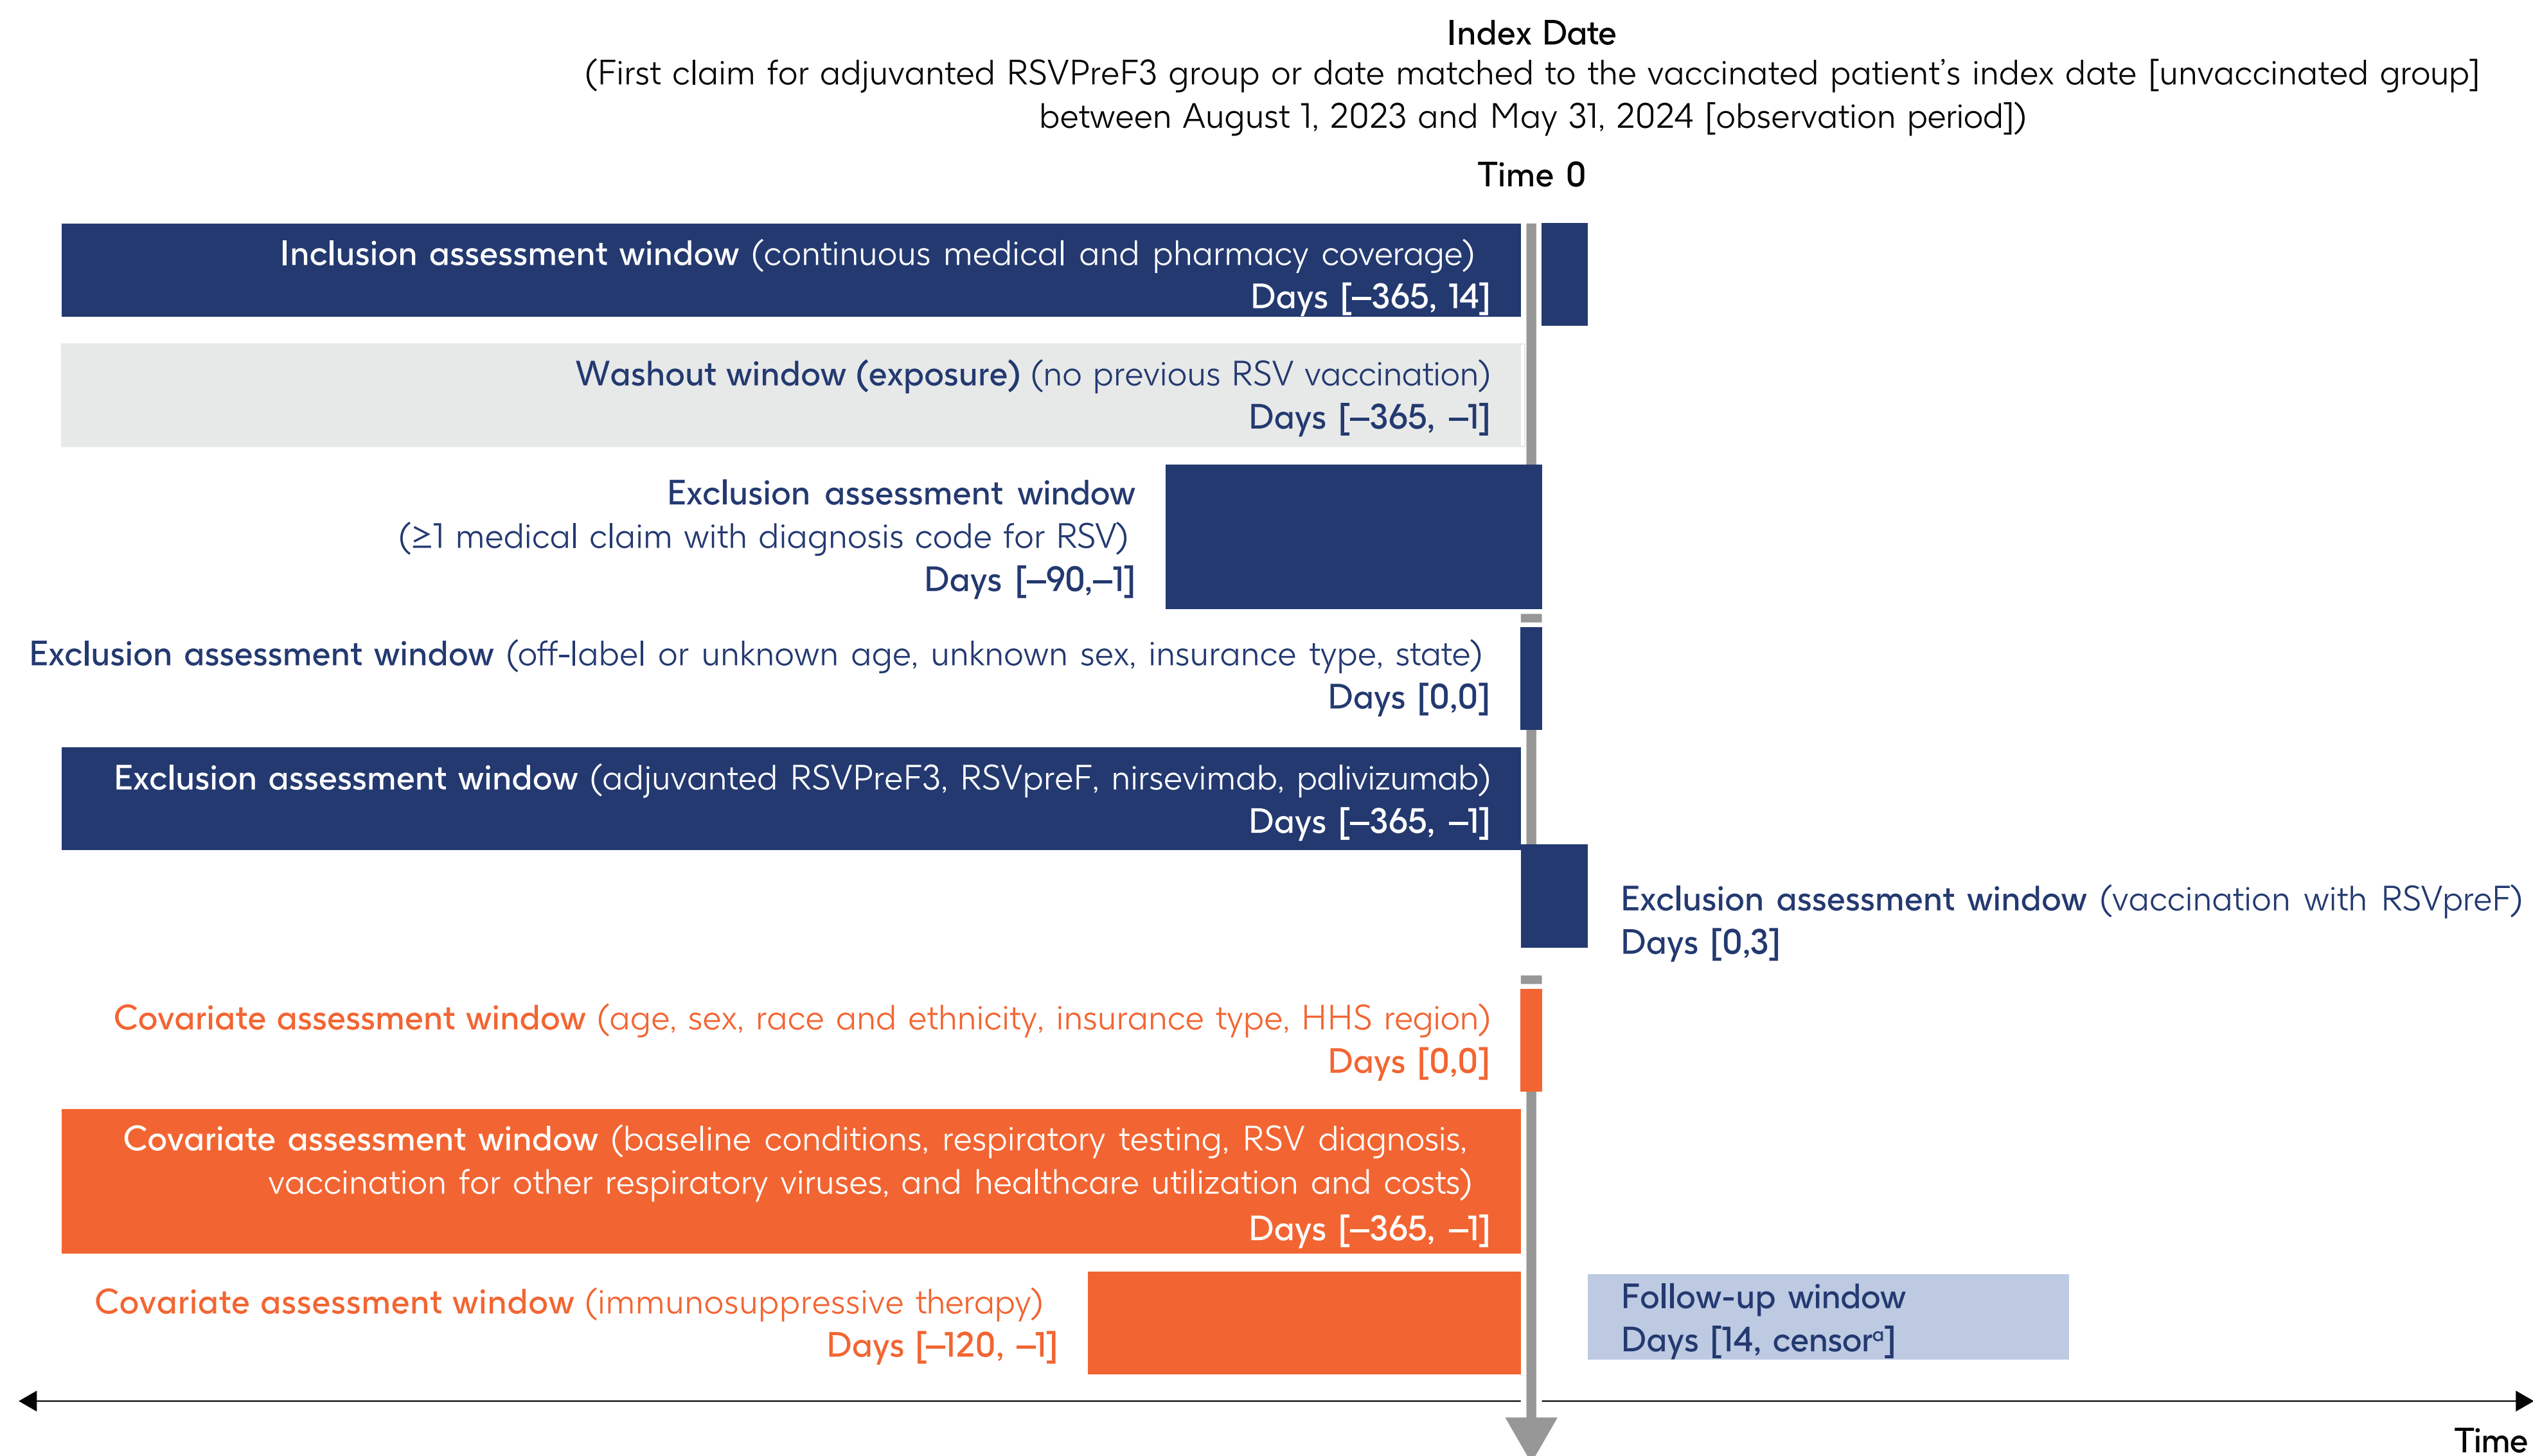 Index Date
(First claim for adjuvanted RSVPreF3 group or date matched to the vaccinated patient's index date [unvaccinated group]
between August 1, 2023 and May 31, 2024 [observation period])
Time 0
Inclusion assessment window (continuous medical and pharmacy coverage)
Days [–365, 14]
Washout window (exposure) (no previous RSV vaccination)
Days [–365, –1]
Exclusion assessment window
(≥1 medical claim with diagnosis code for RSV)
Days [–90,–1]
Exclusion assessment window (off-label or unknown age, unknown sex, insurance type, state)
Days [0,0]
Exclusion assessment window (adjuvanted RSVPreF3, RSVpreF, nirsevimab, palivizumab)
Days [–365, –1]
Exclusion assessment window (vaccination with RSVpreF)
Days [0,3]
Covariate assessment window (age, sex, race and ethnicity, insurance type, HHS region)
Days [0,0]
Covariate assessment window (baseline conditions, respiratory testing, RSV diagnosis,
vaccination for other respiratory viruses, and healthcare utilization and costs)
Days [–365, –1]
Covariate assessment window (immunosuppressive therapy)
Days [–120, –1]
Follow-up window
Days [14, censorᵃ]
Time